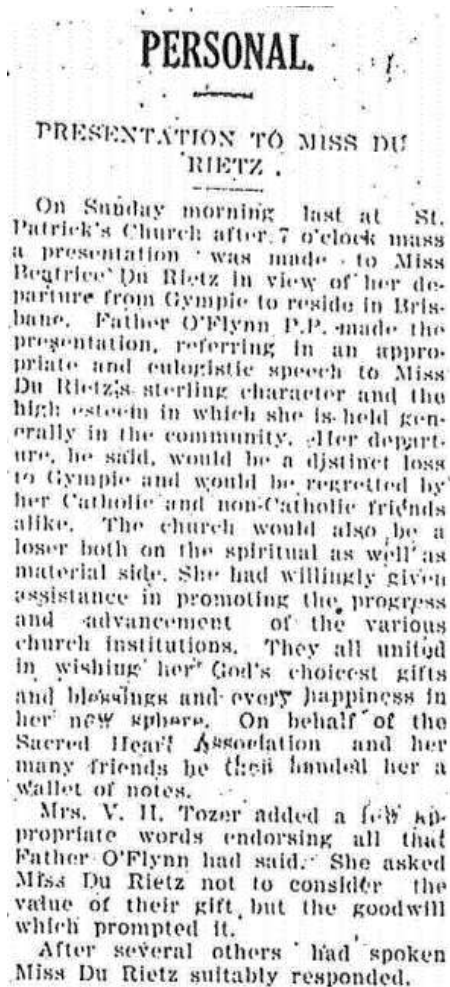 PERSONAL.
PRESENTATION TO MISS DU
RIETZ.
On Sunday morning last at St.
Patrick's Church after 7 o'clock mass
a presentation was made to Miss
Beatrice Du Rietz in view of her de-
parture from Gympie to reside in Bris-
bane. Father O'Flynn P.P. made the
presentation, referring in an appro-
priate and eulogistic speech to Miss
Du Rietz's sterling character and the
high esteem in which she is held gen-
erally in the community. Her depart-
ure, he said, would be a distinct loss
to Gympie and would be regretted by
her Catholic and non-Catholic friends
alike. The church would also be a
loser both on the spiritual as well as
material side. She had willingly given
assistance in promoting the progress
and advancement of the various
church institutions. They all united
in wishing her God's choicest gifts
and blessings and every happiness in
her new sphere. On behalf of the
Sacred Heart Association and her
many friends he then handed her a
wallet of notes.
Mrs. V. H. Tozer added a few ap-
propriate words endorsing all that
Father O'Flynn had said. She asked
Miss Du Rietz not to consider the
value of their gift but the goodwill
which prompted it.
After several others had spoken
Miss Du Rietz suitably responded.